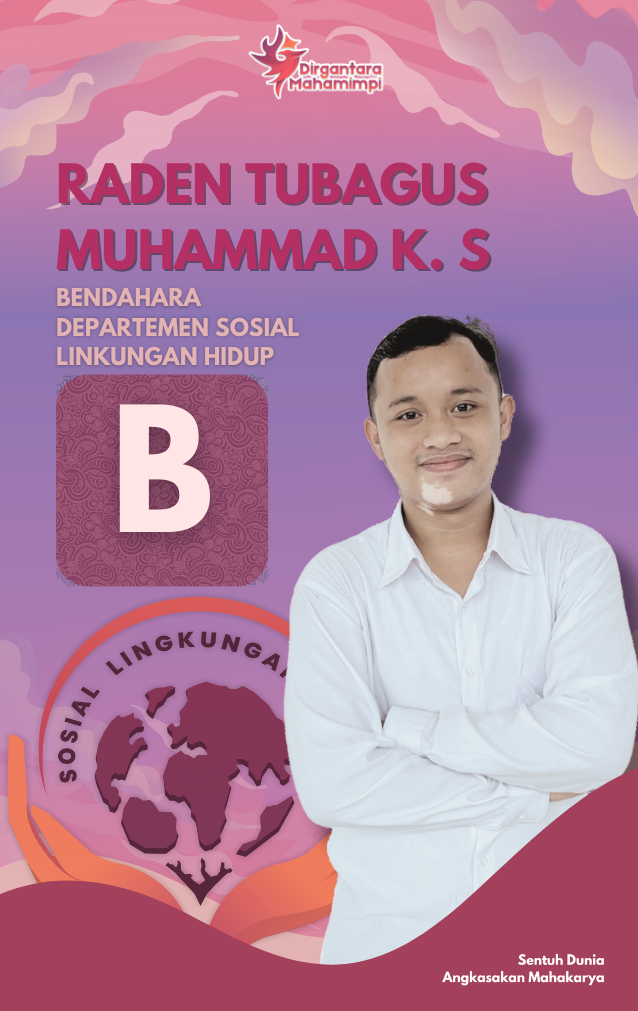 Dirgantara
Mahamimpi
RADEN TUBAGUS
MUHAMMAD K. S
BENDAHARA
DEPARTEMEN SOSIAL
LINKUNGAN HIDUP
B
SOSIAL LINGKUNGAN
Sentuh Dunia
Angkasakan Mahakarya